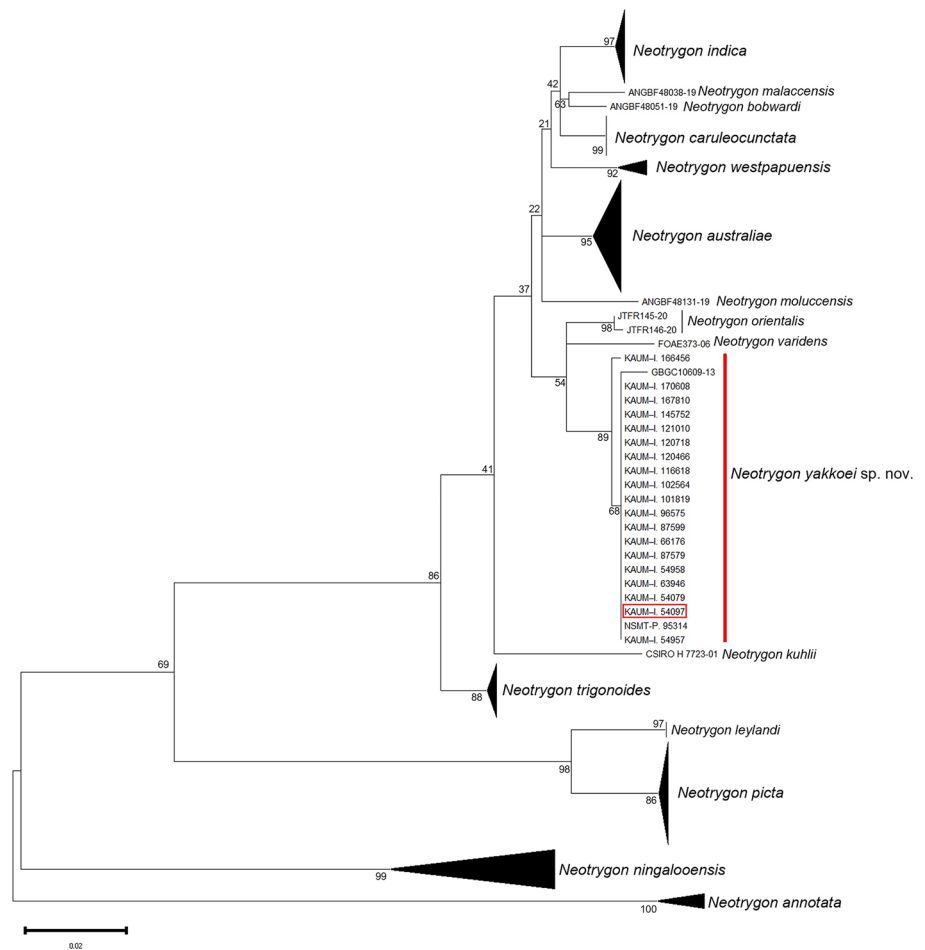 97
Neotrygon indica
42
ANGBF48038-19 Neotrygon malaccensis
63
ANGBF48051-19 Neotrygon bobwardi
21
Neotrygon caruleocunctata
99
Neotrygon westpapuensis
92
22
Neotrygon australiae
95
37
ANGBF48131-19 Neotrygon moluccensis
JTFR145-20
Neotrygon orientalis
98 JTFR146-20
FOAE373-06 Neotrygon varidens
KAUM–I. 166456
GBGC10609-13
54
KAUM–I. 170608
KAUM–I. 167810
KAUM–I. 145752
KAUM–I. 121010
89
KAUM–I. 120718
KAUM–I. 120466
KAUM–I. 116618
Neotrygon yakkoei sp. nov.
41
KAUM–I. 102564
KAUM–I. 101819
68
KAUM–I. 96575
KAUM–I. 87599
KAUM–I. 66176
KAUM–I. 87579
KAUM–I. 54958
86
KAUM–I. 63946
KAUM–I. 54079
KAUM–I. 54097
NSMT-P. 95314
KAUM–I. 54957
CSIRO H 7723-01 Neotrygon kuhlii
69
Neotrygon trigonoides
88
97
Neotrygon leylandi
98
Neotrygon picta
86
Neotrygon ningalooensis
99
Neotrygon annotata
100
0.02